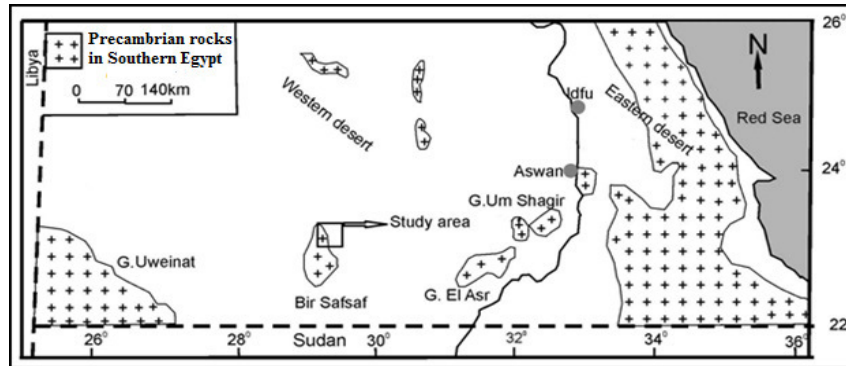 Precambrian rocks
in Southern Egypt
0 70 140km
Libya
Western desert
Idfu
Eastern desert
N
Red Sea
Aswan
G.Um Shagir
Study area
G.Uweinat
Bir Safsaf
G. El Asr
26°
24°
22
26°
28
30°
32°
34°
36°
Sudan